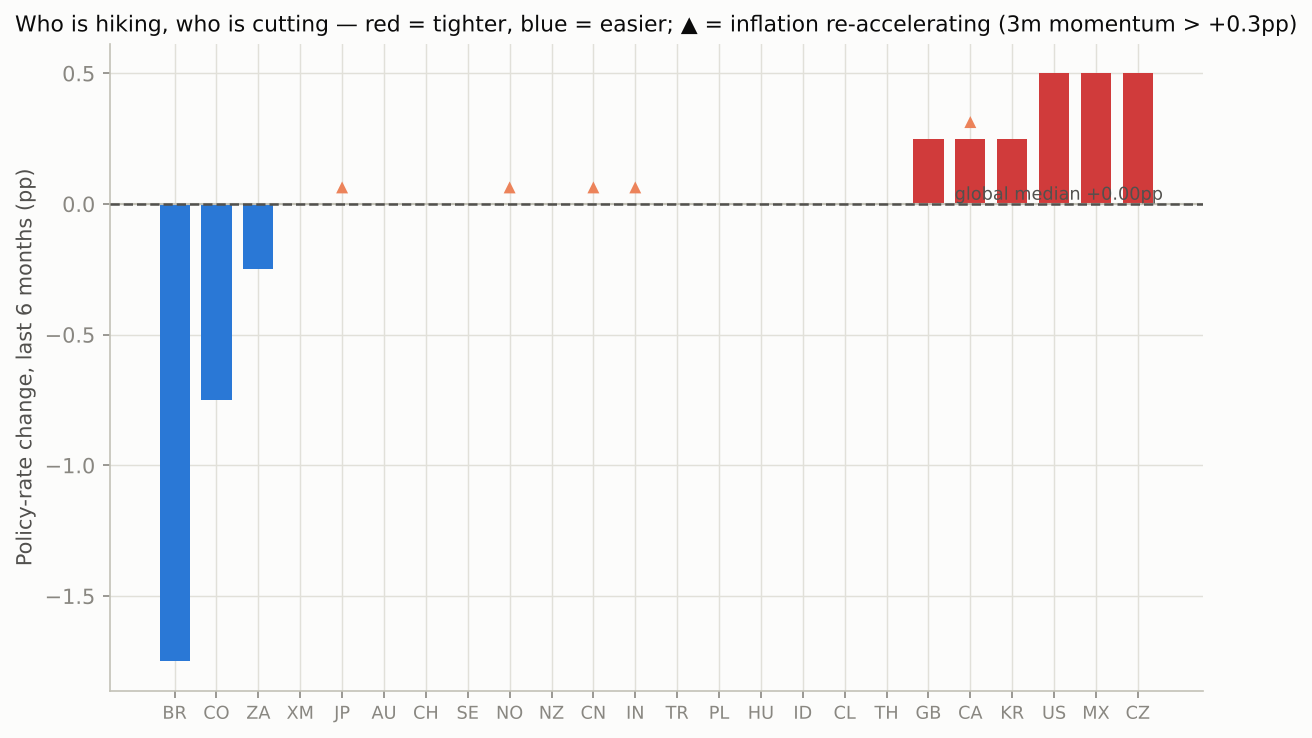 Who is hiking, who is cutting — red = tighter, blue = easier; ▲ = inflation re-accelerating (3m momentum > +0.3pp)
Policy-rate change, last 6 months (pp)
0.5
0.0
−0.5
−1.0
−1.5
global median +0.00pp
BR CO ZA XM JP AU CH SE NO NZ CN IN TR PL HU ID CL TH GB CA KR US MX CZ